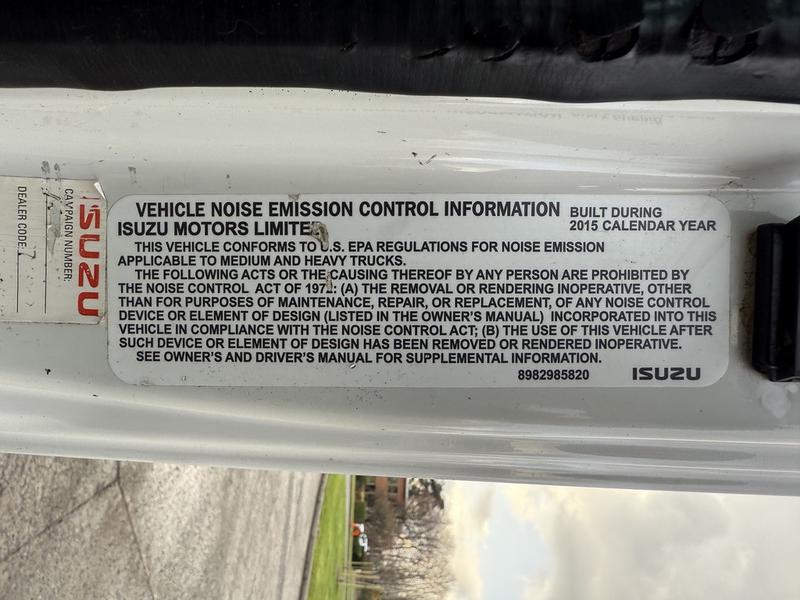 VEHICLE NOISE EMISSION CONTROL INFORMATION
BUILT DURING
2015 CALENDAR YEAR
ISUZU MOTORS
THIS VEHICLE CONFORMS TO U.S. EPA REGULATIONS FOR NOISE EMISSION
APPLICABLE TO MEDIUM AND HEAVY TRUCKS.
THE FOLLOWING ACTS OR THE CAUSING THEREOF BY ANY PERSON ARE PROHIBITED BY
THE NOISE CONTROL ACT OF (A) THE REMOVAL OR RENDERING INOPERATIVE, OTHER
THAN FOR PURPOSES OF MAINTENANCE, REPAIR, OR REPLACEMENT, OF ANY NOISE CONTROL
DEVICE OR ELEMENT OF DESIGN (LISTED IN THE OWNER'S MANUAL) INCORPORATED INTO THIS
VEHICLE IN COMPLIANCE WITH THE NOISE CONTROL ACT; (B) THE USE OF THIS VEHICLE AFTER
SUCH DEVICE OR ELEMENT OF DESIGN HAS BEEN REMOVED OR RENDERED INOPERATIVE.
SEE OWNER'S AND DRIVER'S MANUAL FOR SUPPLEMENTAL INFORMATION.
8982985820
ISUZU
ISUZU
CAMPAIGN NUMBER:
DEALER CODE: